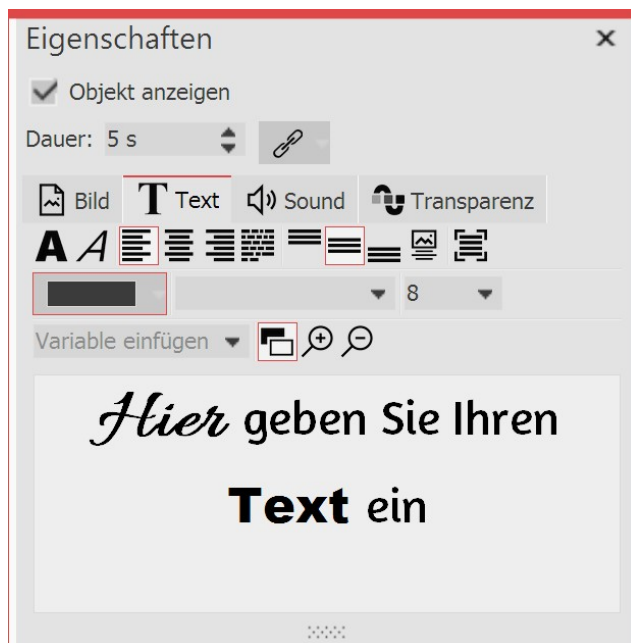 Eigenschaften
Objekt anzeigen
Dauer: 5 s
Bild Text Sound Transparenz
A A
8
Variable einfügen
Hier geben Sie Ihren
Text ein